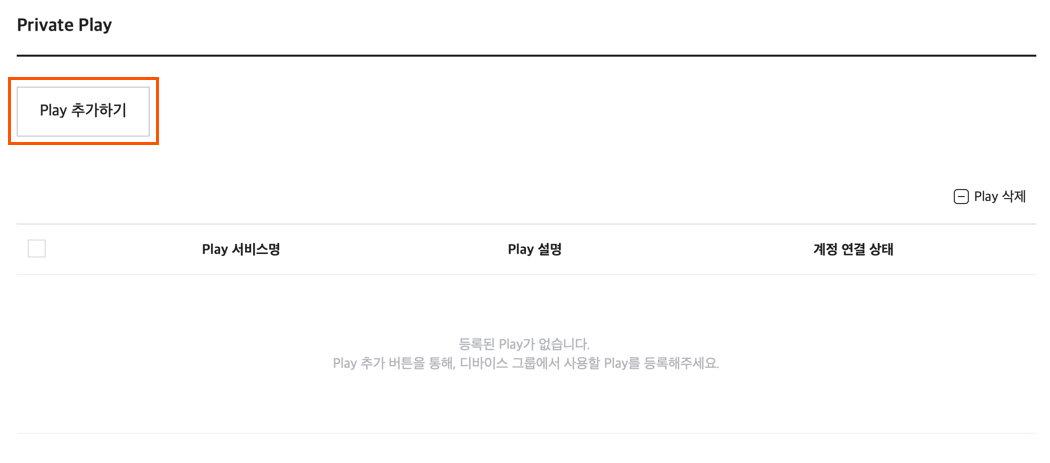 Private Play
Play 추가하기
Play 삭제
Play 서비스명 Play 설명 계정 연결 상태
등록된 Play가 없습니다.
Play 추가 버튼을 통해, 디바이스 그룹에서 사용할 Play를 등록해주세요.